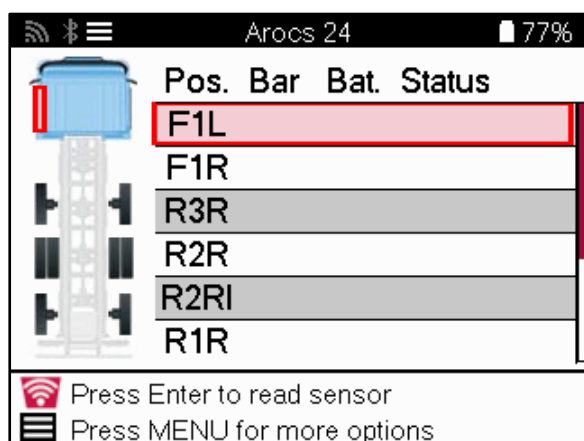 Arocs 24 77%
Pos. Bar Bat. Status
F1L
F1R
R3R
R2R
R2RI
R1R
Press Enter to read sensor
Press MENU for more options